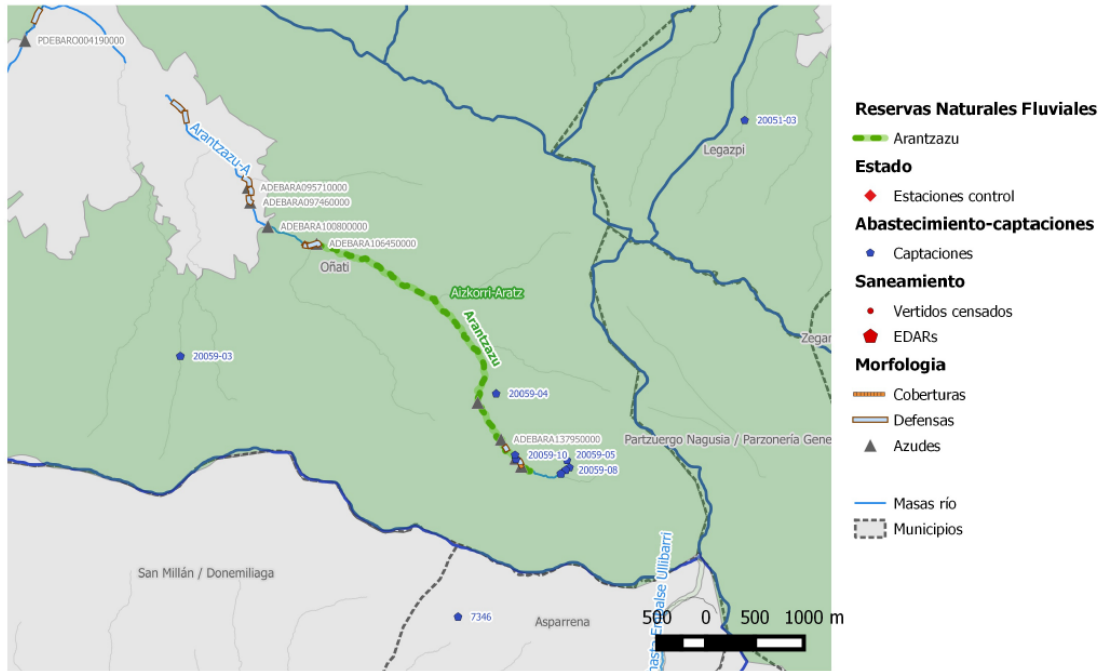 PDEBARO004190000
Arantzazu-A
ADEBARA095710000
ADEBARA097460000
ADEBARA100800000
ADEBARA106450000
Oñati
Aizkorri-Aratz
Arantzazu
Legazpi
20051-03
20059-03
20059-04
ADEBARA137950000
20059-10
20059-05
20059-08
Partzuergo Nagusia / Parzonería Gene
Zegam
San Millán / Donemiliaga
7346
Asparrena
nasta Embalse Ullibarri
500 0 500 1000 m
Reservas Naturales Fluviales
Arantzazu
Estado
Estaciones control
Abastecimiento-captaciones
Captaciones
Saneamiento
Vertidos censados
EDARs
Morfologia
Coberturas
Defensas
Azudes
Masas río
Municipios